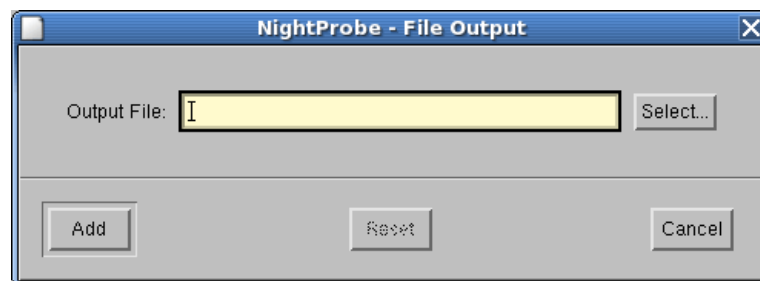 NightProbe - File Output
Output File:
Select...
Add
Reset
Cancel